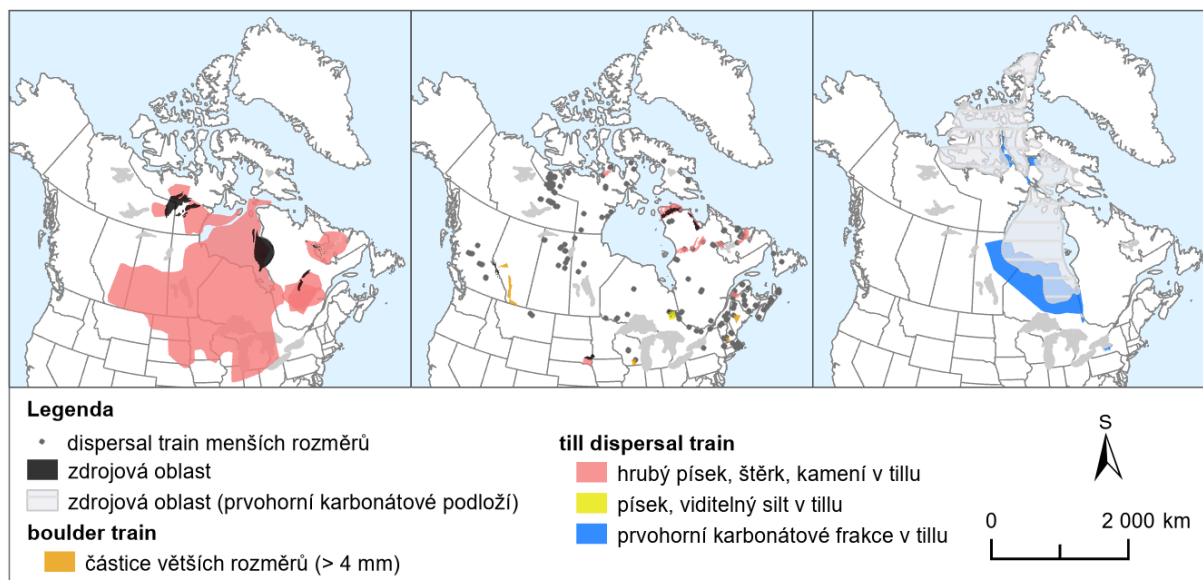 Legenda
dispersal train menších rozměrů
zdrojová oblast
zdrojová oblast (prvohorní karbonátové podloží)
boulder train
částice větších rozměrů (> 4 mm)
till dispersal train
hrubý písek, štěrk, kamení v tillu
písek, viditelný silt v tillu
prvohorní karbonátové frakce v tillu
S
0 2 000 km